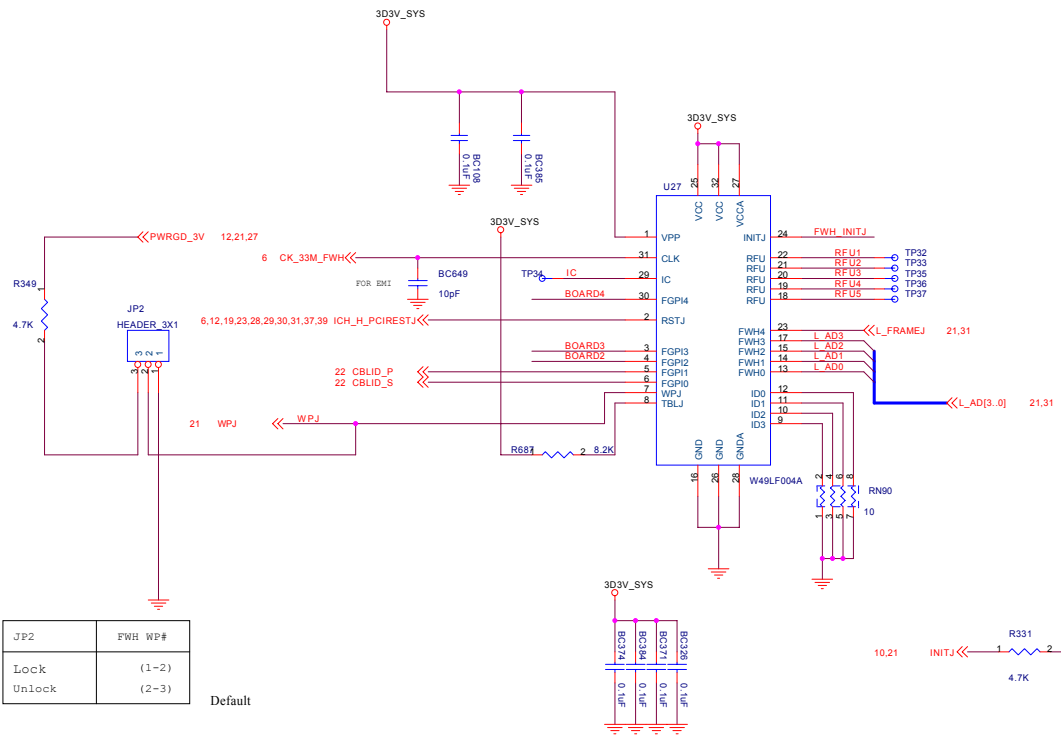 3D3V_SYS
3D3V_SYS
BC108
0.1uF
BC385
0.1uF
3D3V_SYS
U27
25 32 27
VCC VCC VCCA
1 VPP
31 CLK
29 IC
30 FGPI4
2 RSTJ
3 FGPI3
4 FGPI2
5 FGPI1
6 FGPI0
7 WPJ
8 TBLJ
INITJ 24 FWH_INITJ
RFU 22 RFU1 TP32
RFU 21 RFU2 TP33
RFU 20 RFU3 TP35
RFU 19 RFU4 TP36
RFU 18 RFU5 TP37
FWH4 23 L_FRAMEJ 21,31
FWH3 17 L_AD3
FWH2 15 L_AD2
FWH1 14 L_AD1
FWH0 13 L_AD0
ID0 12
ID1 11
ID2 10
ID3 9
L_AD[3..0] 21,31
GND GND GNDA
16 26 28
W49LF004A
PWRGD_3V 12,21,27
6 CK_33M_FWH
BC649
FOR EMI
10pF
TP34 IC
BOARD4
6,12,19,23,28,29,30,31,37,39 ICH_H_PCIRESTJ
BOARD3
BOARD2
22 CBLID_P
22 CBLID_S
21 WPJ WPJ
R687 2 8.2K
R349 1
4.7K 2
JP2
HEADER_3X1
3 2 1
3 2 1
2 4 6 8
RN90
10
1 3 5 7
3D3V_SYS
BC374 BC384 BC371 BC326
0.1uF 0.1uF 0.1uF 0.1uF
JP2 FWH WP#
Lock (1-2)
Unlock (2-3)
Default
10,21 INITJ 1 2
R331
4.7K